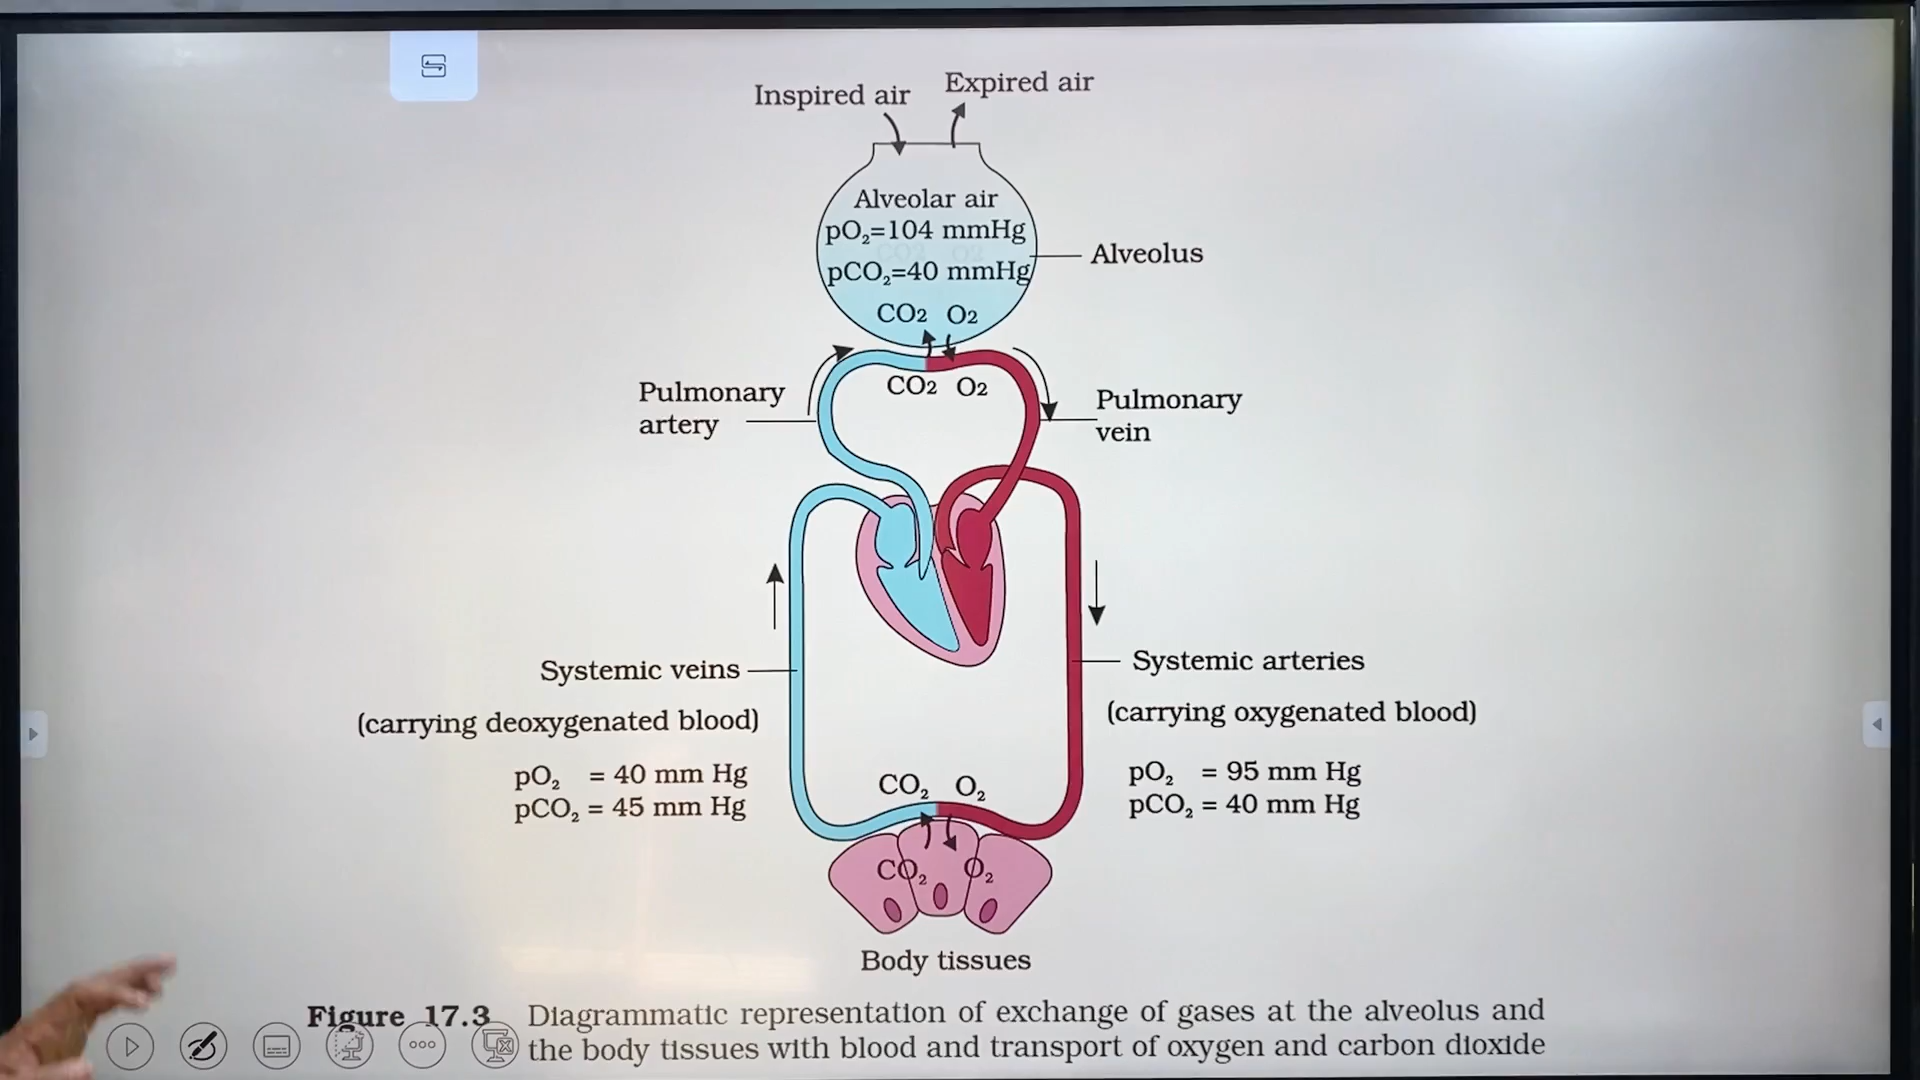 Inspired air
Expired air
Alveolar air
pO₂=104 mmHg
pCO₂=40 mmHg
Alveolus
CO2 O2
CO2 O2
Pulmonary
artery
Pulmonary
vein
Systemic veins
(carrying deoxygenated blood)
pO₂ = 40 mm Hg
pCO₂ = 45 mm Hg
Systemic arteries
(carrying oxygenated blood)
pO₂ = 95 mm Hg
pCO₂ = 40 mm Hg
CO₂ O₂
CO₂ O₂
Body tissues
Figure 17.3 Diagrammatic representation of exchange of gases at the alveolus and
the body tissues with blood and transport of oxygen and carbon dioxide